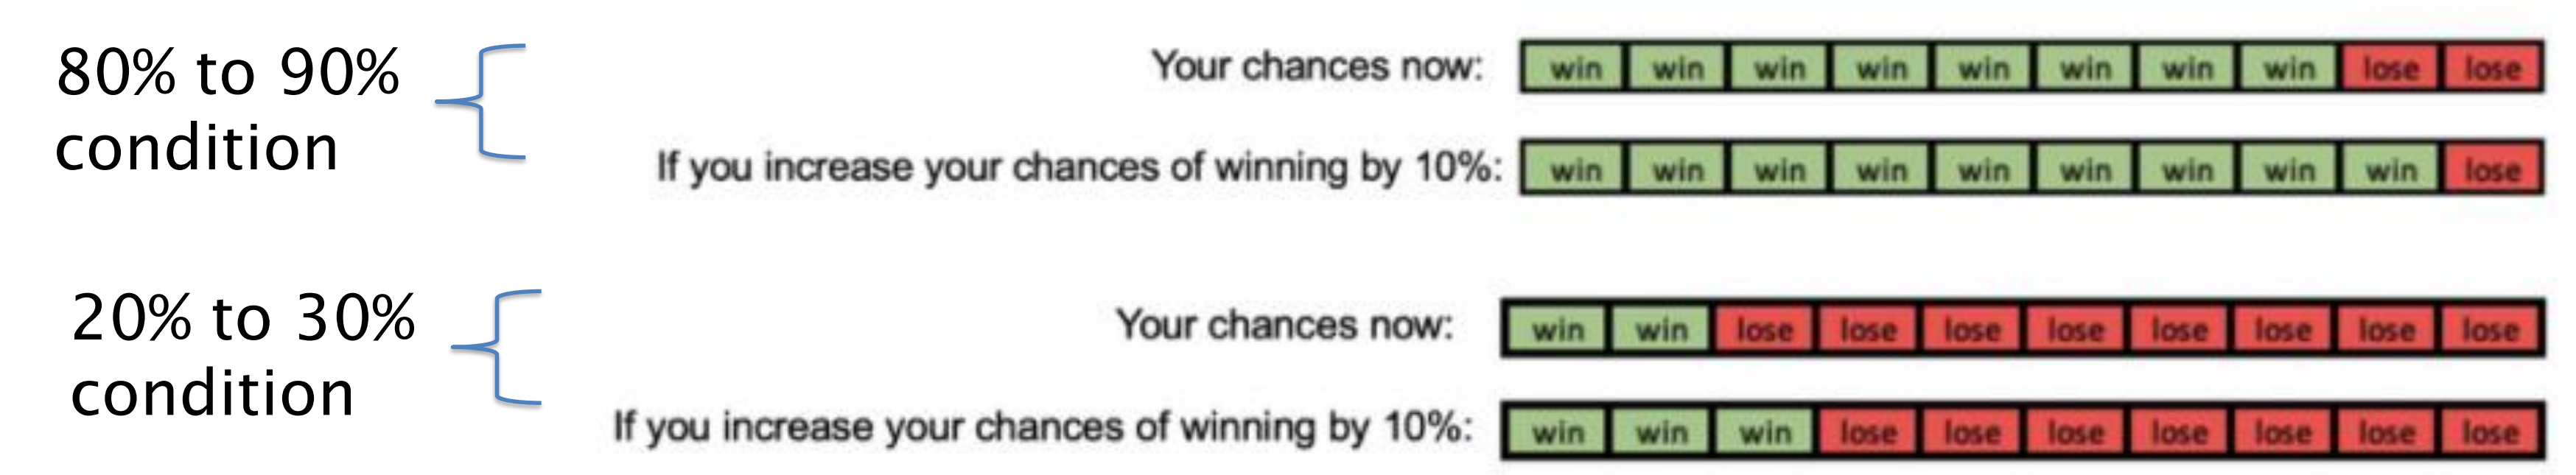 80% to 90%
condition
Your chances now: win win win win win win win win lose lose
If you increase your chances of winning by 10%: win win win win win win win win win lose
20% to 30%
condition
Your chances now: win win lose lose lose lose lose lose lose lose
If you increase your chances of winning by 10%: win win win lose lose lose lose lose lose lose